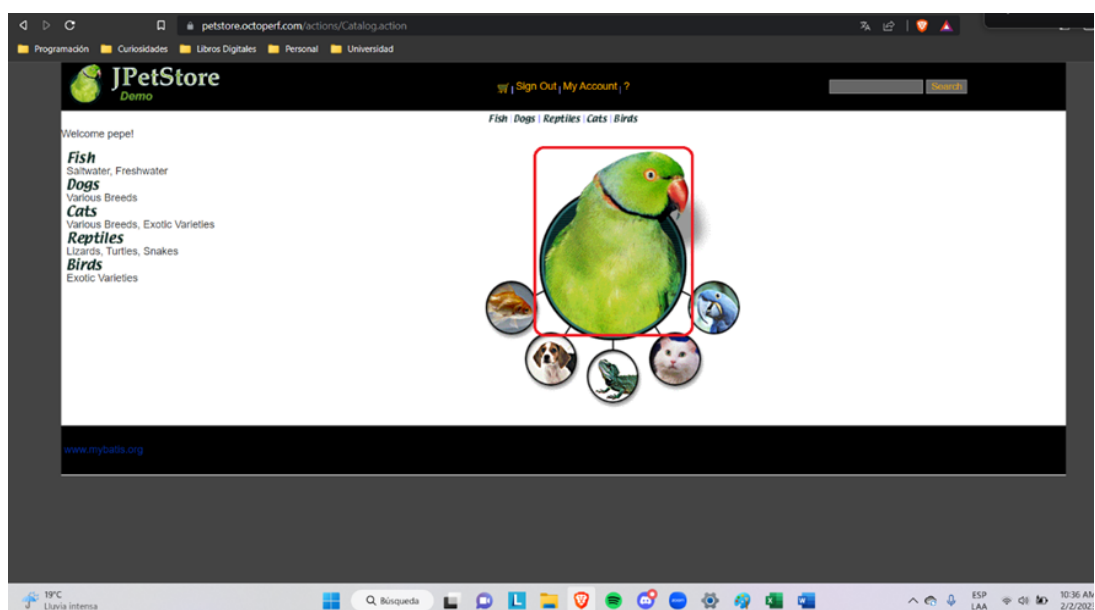 petstore.octoperf.com/actions/Catalog.action
Programación Curiosidades Libros Digitales Personal Universidad
JPetStore
Demo
Sign Out | My Account | ?
Search
Fish | Dogs | Reptiles | Cats | Birds
Welcome pepe!
Fish
Saltwater, Freshwater
Dogs
Various Breeds
Cats
Various Breeds, Exotic Varieties
Reptiles
Lizards, Turtles, Snakes
Birds
Exotic Varieties
www.mybatis.org
19°C
Lluvia intensa
Búsqueda
ESP
LAA
10:36 AM